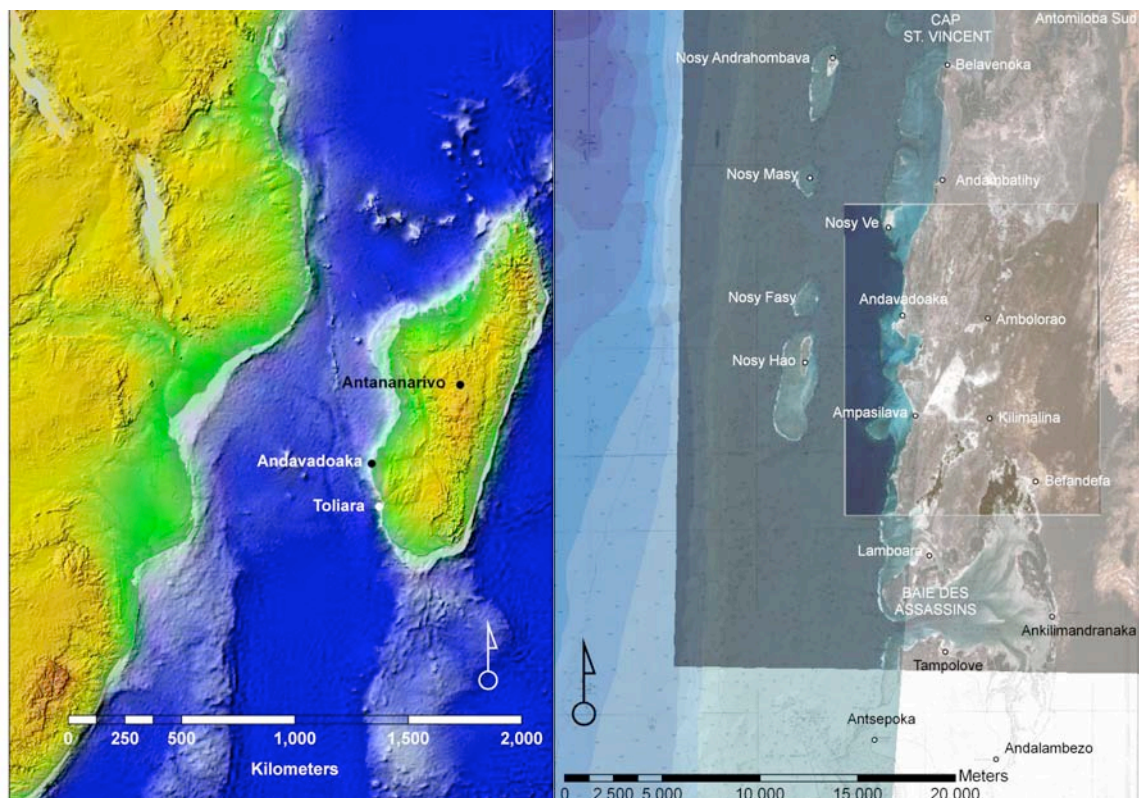 Antananarivo
Andavadoaka
Toliara
0 250 500 1,000 1,500 2,000
Kilometers
CAP
ST. VINCENT
Antomiloba Suo
Nosy Andrahombava
Belavenoka
Nosy Masy
Andambatihy
Nosy Ve
Nosy Fasy
Andavadoaka
Ambolorao
Nosy Hao
Ampasilava
Kilimalina
Befandefa
Lamboara
BAIE DES
ASSASSINS
Ankilimandranaka
Tampolove
Antsepoka
Andalambezo
Meters
0 2 500 5 000 10 000 15 000 20 000